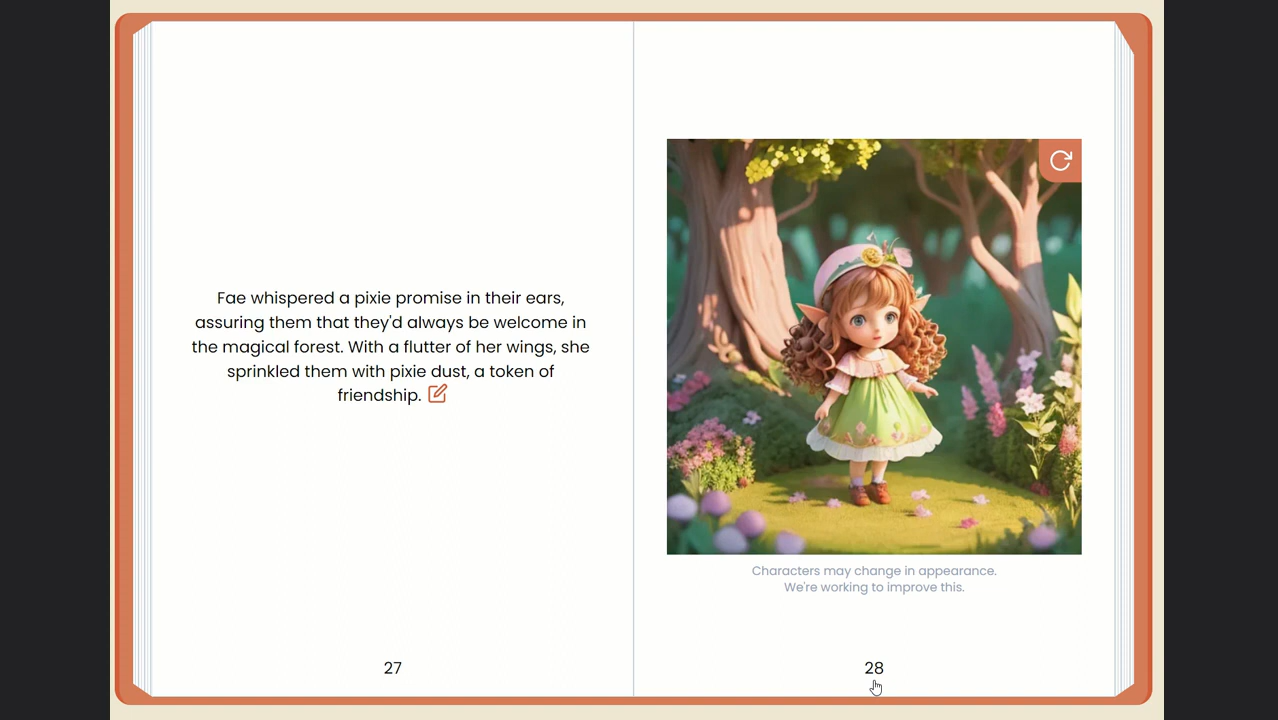 Fae whispered a pixie promise in their ears,
assuring them that they'd always be welcome in
the magical forest. With a flutter of her wings, she
sprinkled them with pixie dust, a token of
friendship.
27
Characters may change in appearance.
We're working to improve this.
28